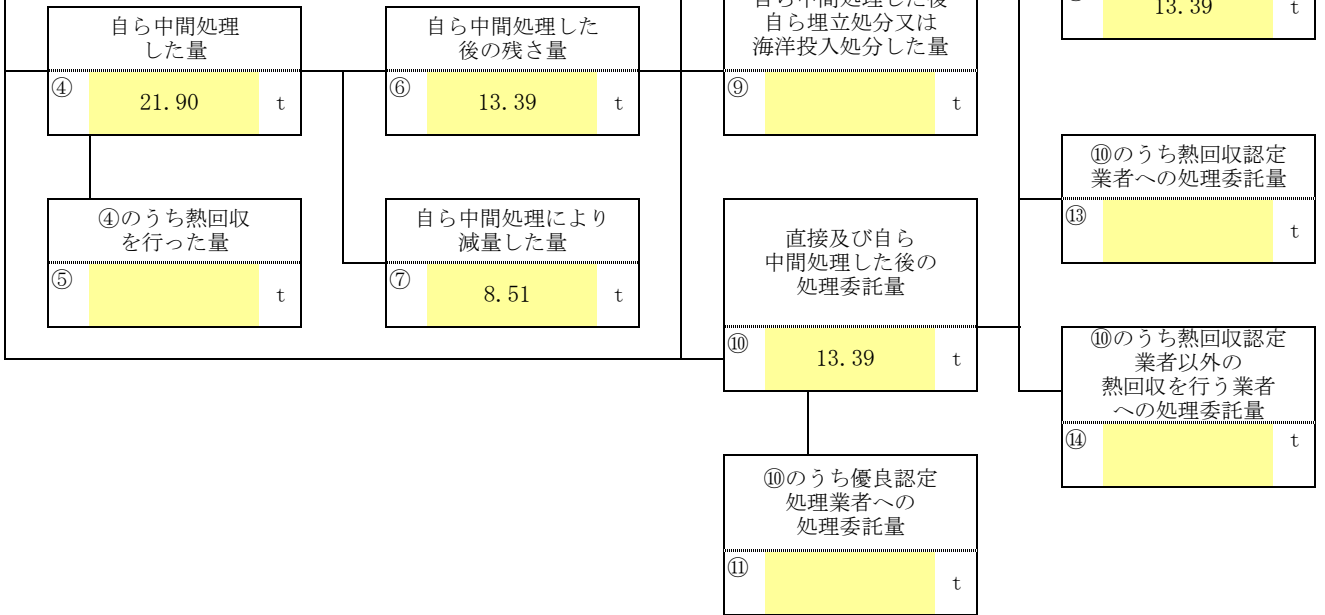 自ら中間処理
した量
④
21.90
t
自ら中間処理した
後の残さ量
⑥
13.39
t
自ら埋立処分又は
海洋投入処分した量
⑨
t
13.39
t
④のうち熱回収
を行った量
⑤
t
自ら中間処理により
減量した量
⑦
8.51
t
直接及び自ら
中間処理した後の
処理委託量
⑩
13.39
t
⑩のうち熱回収認定
業者への処理委託量
⑬
t
⑩のうち熱回収認定
業者以外の
熱回収を行う業者
への処理委託量
⑭
t
⑩のうち優良認定
処理業者への
処理委託量
⑪
t